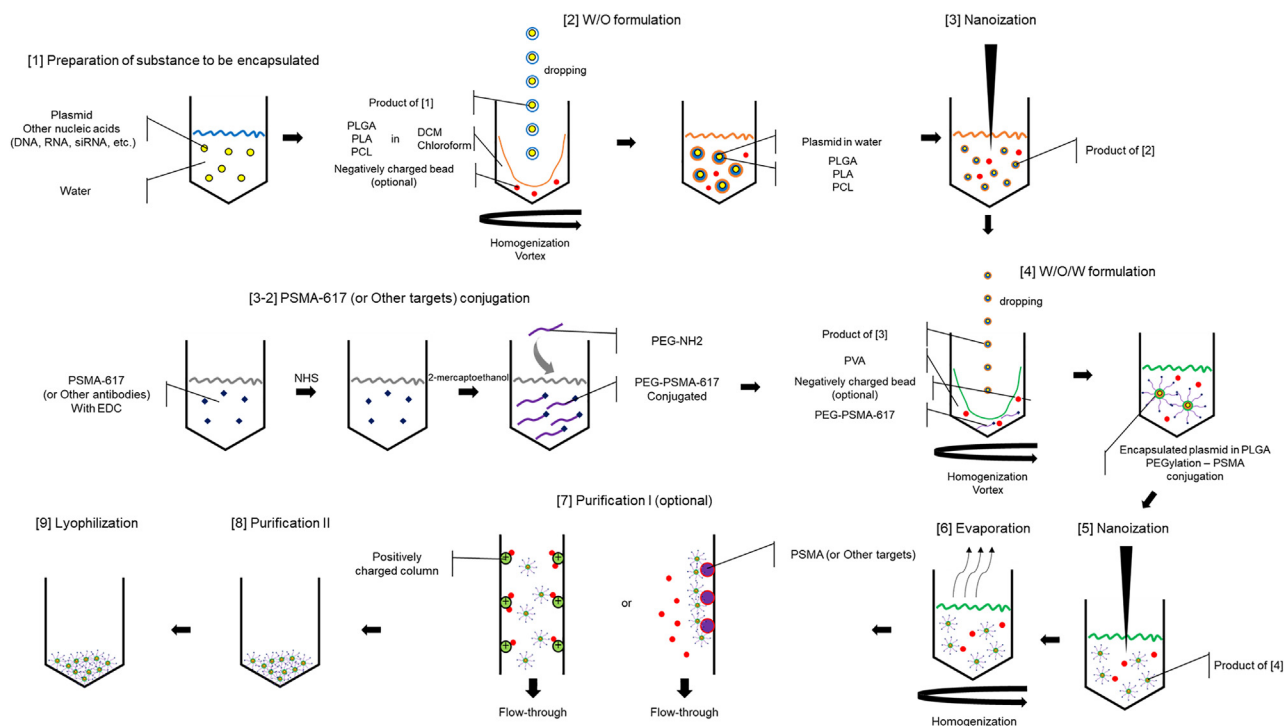 [1] Preparation of substance to be encapsulated
Plasmid
Other nucleic acids
(DNA, RNA, siRNA, etc.)
Water
[2] W/O formulation
dropping
Product of [1]
PLGA
PLA
PCL
in
DCM
Chloroform
Negatively charged bead
(optional)
Homogenization
Vortex
Plasmid in water
PLGA
PLA
PCL
[3] Nanoization
Product of [2]
[3-2] PSMA-617 (or Other targets) conjugation
PSMA-617
(or Other antibodies)
With EDC
NHS
2-mercaptoethanol
PEG-NH2
PEG-PSMA-617
Conjugated
[4] W/O/W formulation
dropping
Product of [3]
PVA
Negatively charged bead
(optional)
PEG-PSMA-617
Homogenization
Vortex
Encapsulated plasmid in PLGA
PEGylation – PSMA
conjugation
[5] Nanoization
Product of [4]
[6] Evaporation
Homogenization
[7] Purification I (optional)
Positively
charged column
or
PSMA (or Other targets)
Flow-through
Flow-through
[8] Purification II
[9] Lyophilization